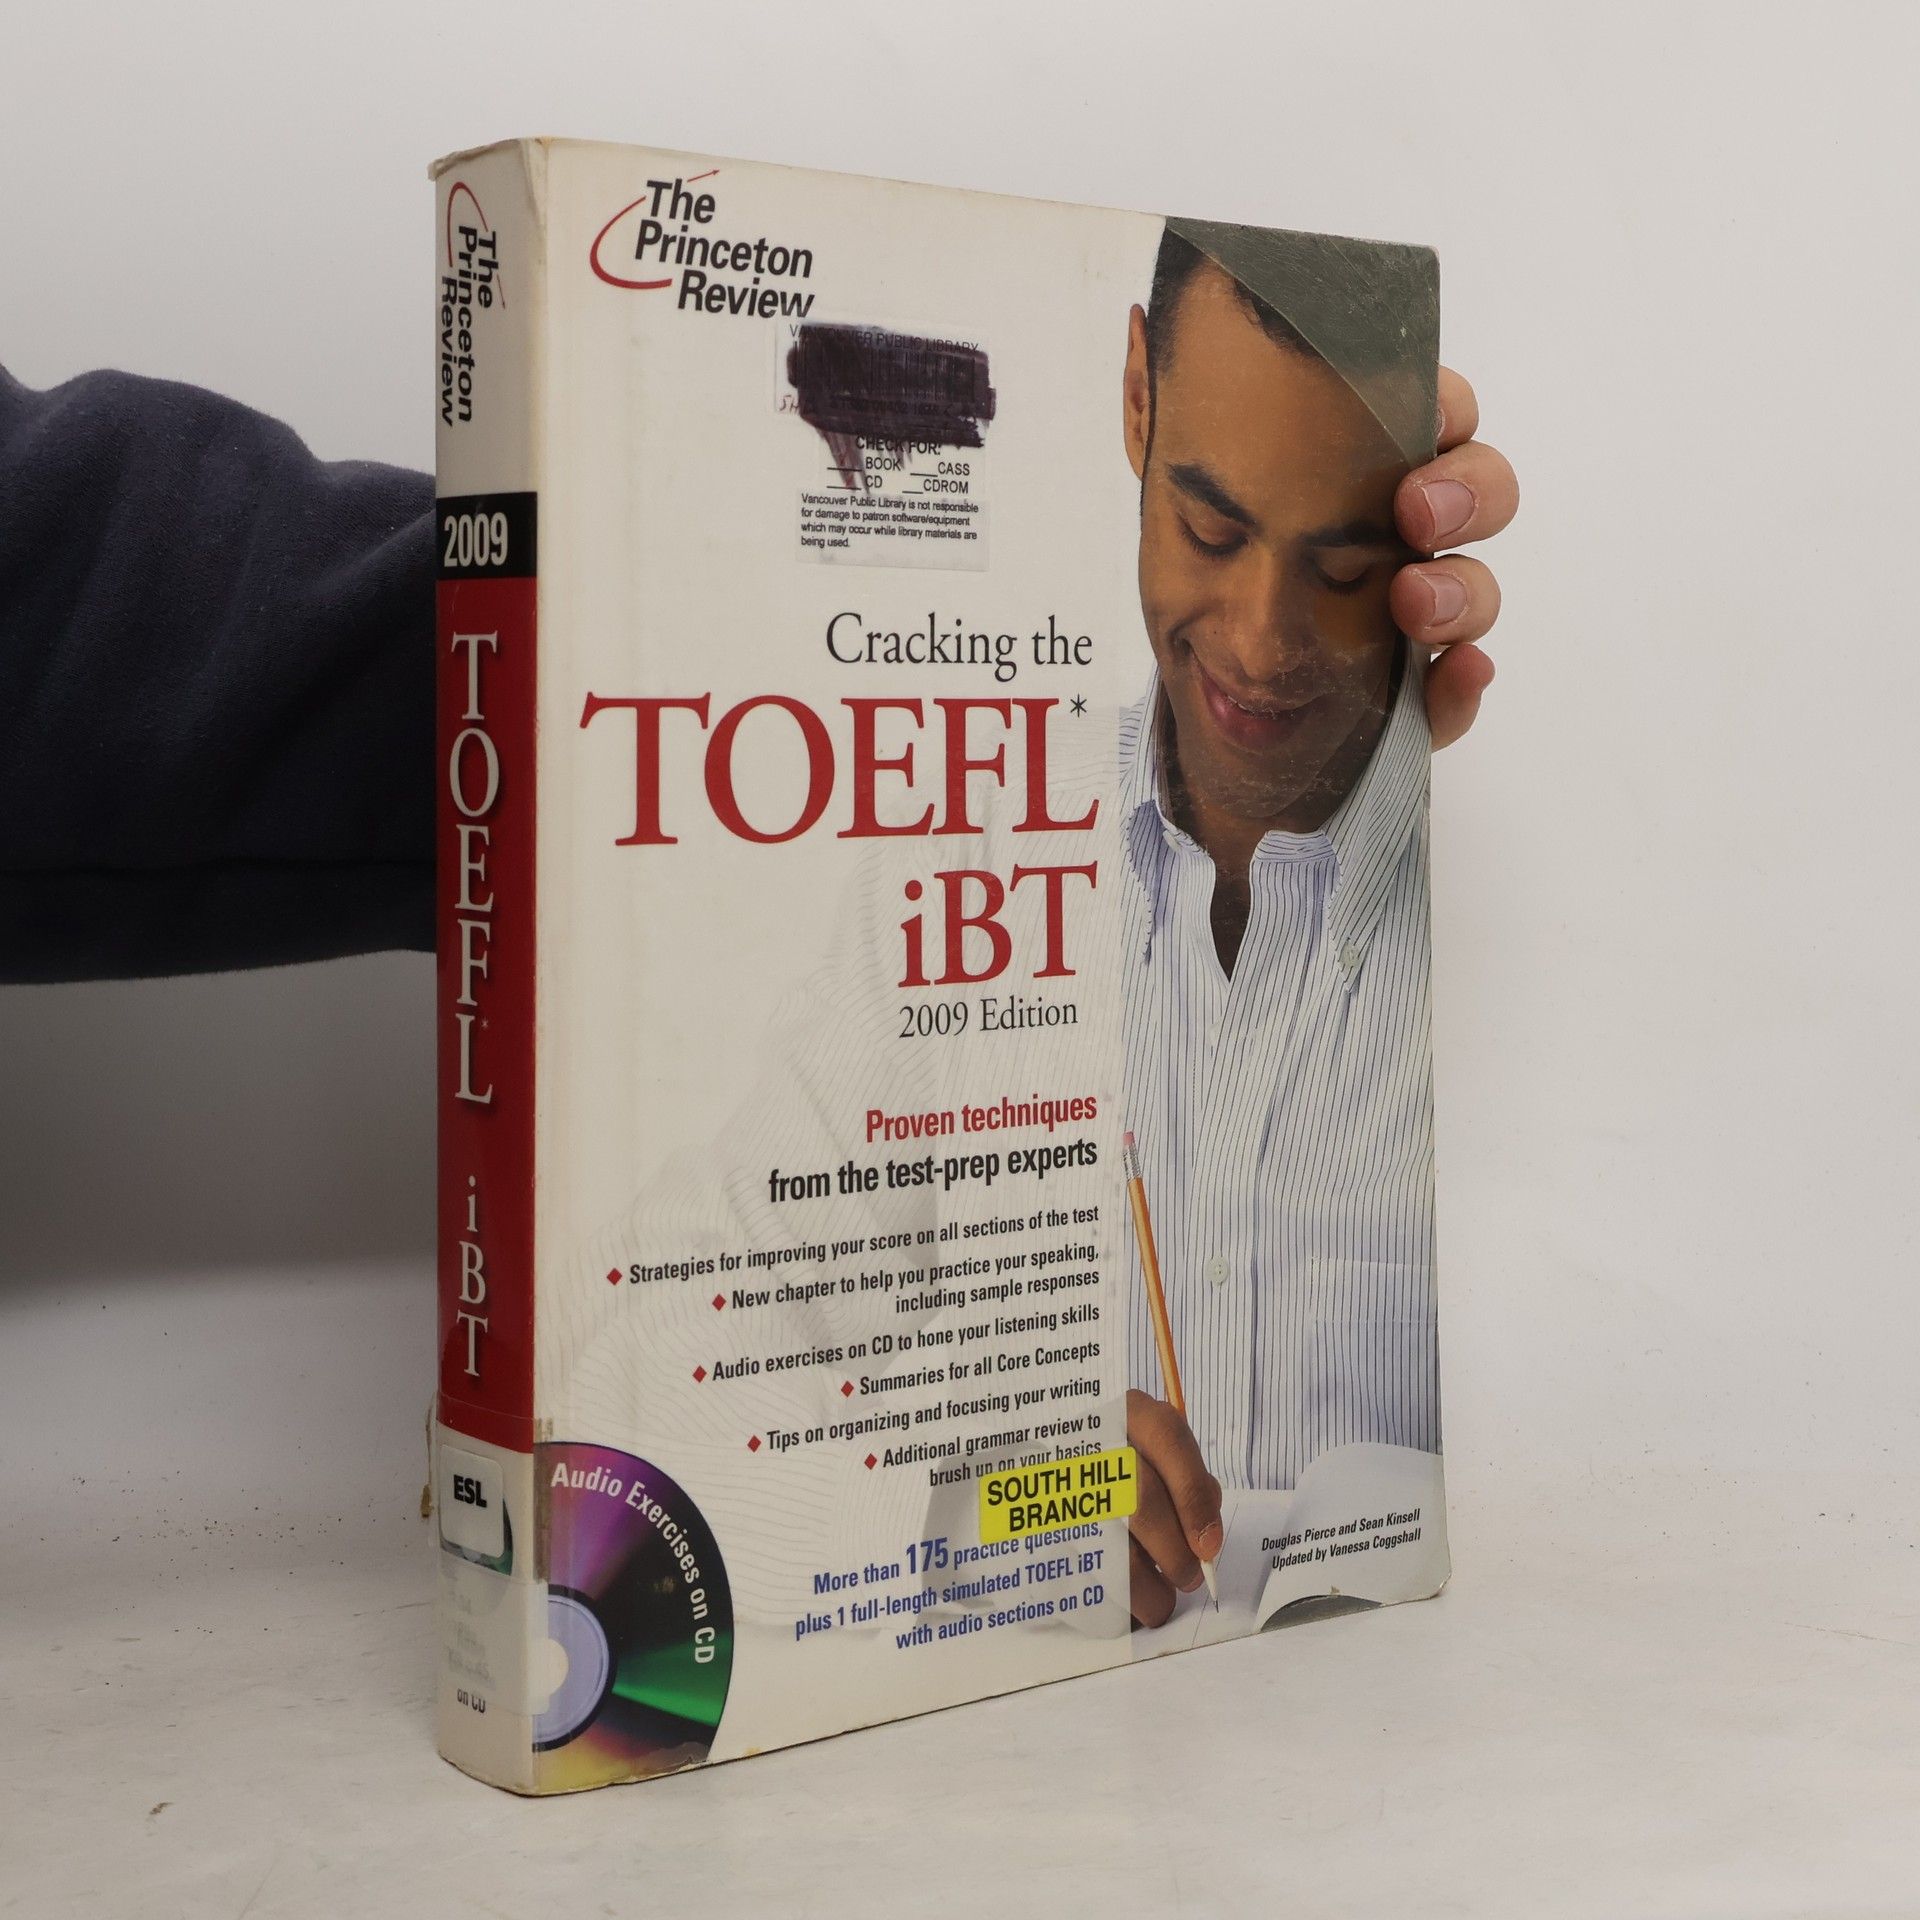 The
Princeton
Review
2009
TOEFL*
iBT
ESL
on CD
The
Princeton
Review
VANCOUVER PUBLIC LIBRARY
CHECK FOR:
___BOOK ___CASS
___CD ___CDROM
Vancouver Public Library is not responsible
for damage to patron software/equipment
which may occur while library materials are
being used.
Cracking the
TOEFL*
iBT
2009 Edition
Proven techniques
from the test-prep experts
◆ Strategies for improving your score on all sections of the test
◆ New chapter to help you practice your speaking,
including sample responses
◆ Audio exercises on CD to hone your listening skills
◆ Summaries for all Core Concepts
◆ Tips on organizing and focusing your writing
◆ Additional grammar review to
brush up on your basics
SOUTH HILL
BRANCH
More than 175 practice questions,
plus 1 full-length simulated TOEFL iBT
with audio sections on CD
Audio Exercises on CD
Douglas Pierce and Sean Kinsell
Updated by Vanessa Coggshall